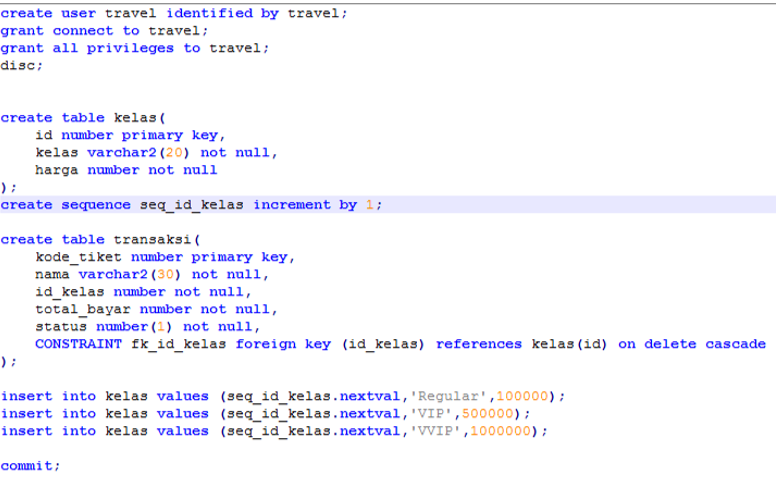 create user travel identified by travel;
grant connect to travel;
grant all privileges to travel;
disc;
create table kelas(
id number primary key,
kelas varchar2(20) not null,
harga number not null
);
create sequence seq_id_kelas increment by 1;
create table transaksi(
kode_tiket number primary key,
nama varchar2(30) not null,
id_kelas number not null,
total_bayar number not null,
status number(1) not null,
CONSTRAINT fk_id_kelas foreign key (id_kelas) references kelas(id) on delete cascade
);
insert into kelas values (seq_id_kelas.nextval,'Regular',100000);
insert into kelas values (seq_id_kelas.nextval,'VIP',500000);
insert into kelas values (seq_id_kelas.nextval,'VVIP',1000000);
commit;